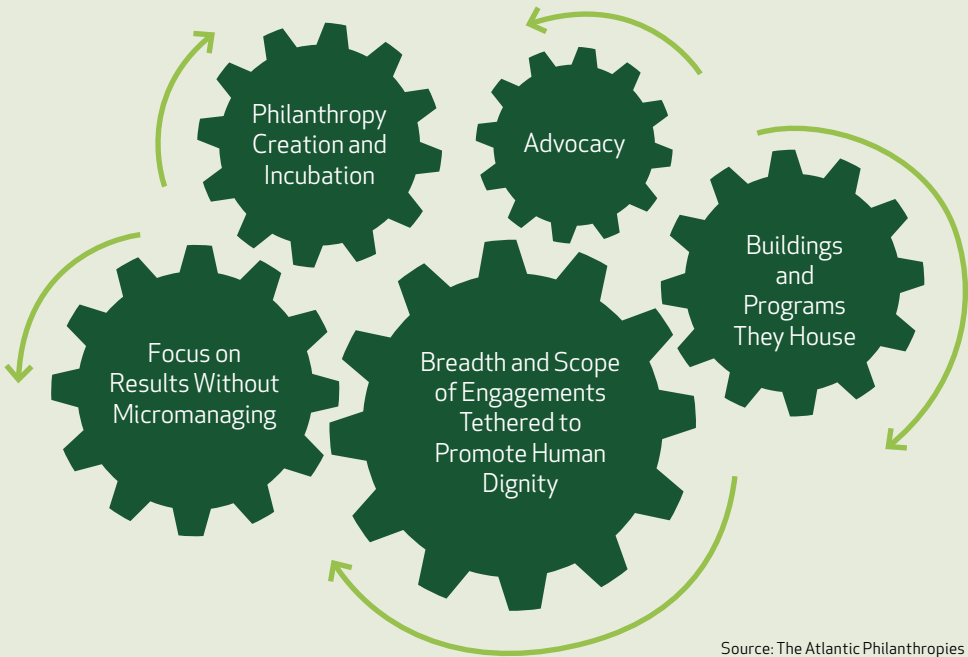 Philanthropy
Creation and
Incubation
Advocacy
Buildings
and
Programs
They House
Focus on
Results Without
Micromanaging
Breadth and Scope
of Engagements
Tethered to
Promote Human
Dignity
Source: The Atlantic Philanthropies